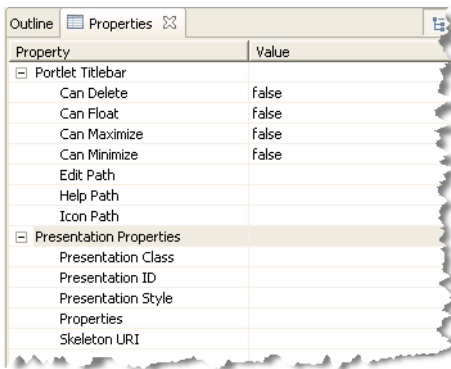 Outline Properties
Property Value
Portlet Titlebar
Can Delete false
Can Float false
Can Maximize false
Can Minimize false
Edit Path
Help Path
Icon Path
Presentation Properties
Presentation Class
Presentation ID
Presentation Style
Properties
Skeleton URI